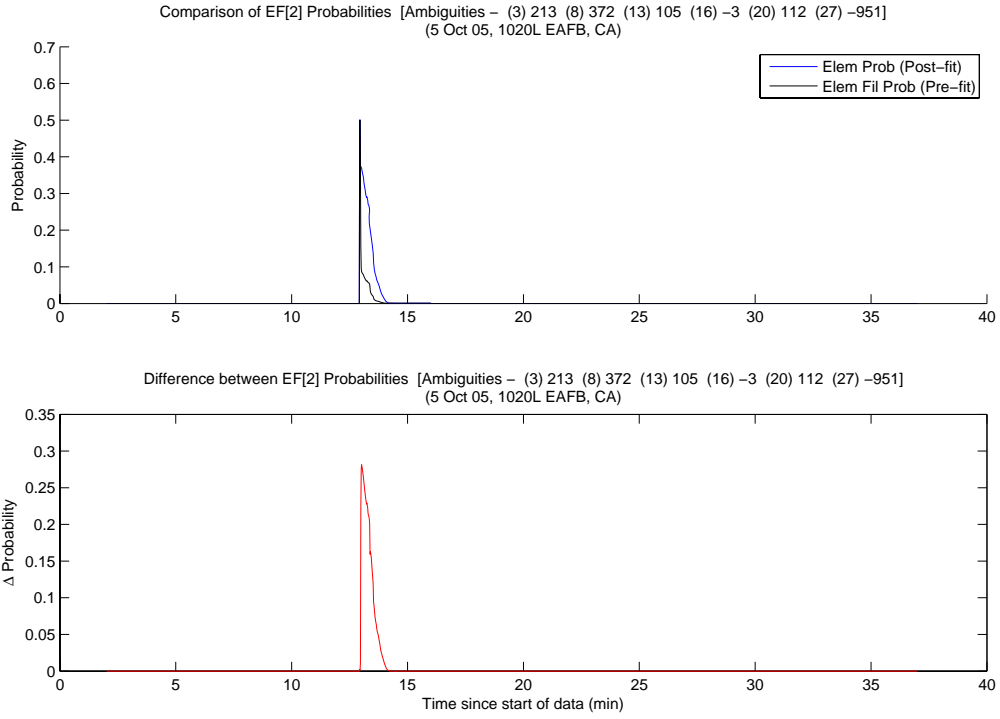 Comparison of EF[2] Probabilities [Ambiguities – (3) 213 (8) 372 (13) 105 (16) −3 (20) 112 (27) −951]
(5 Oct 05, 1020L EAFB, CA)
0.7
0.6
0.5
0.4
0.3
0.2
0.1
0
Probability
Elem Prob (Post−fit)
Elem Fil Prob (Pre−fit)
0 5 10 15 20 25 30 35 40
Difference between EF[2] Probabilities [Ambiguities – (3) 213 (8) 372 (13) 105 (16) −3 (20) 112 (27) −951]
(5 Oct 05, 1020L EAFB, CA)
0.35
0.3
0.25
0.2
0.15
0.1
0.05
0
Δ Probability
0 5 10 15 20 25 30 35 40
Time since start of data (min)